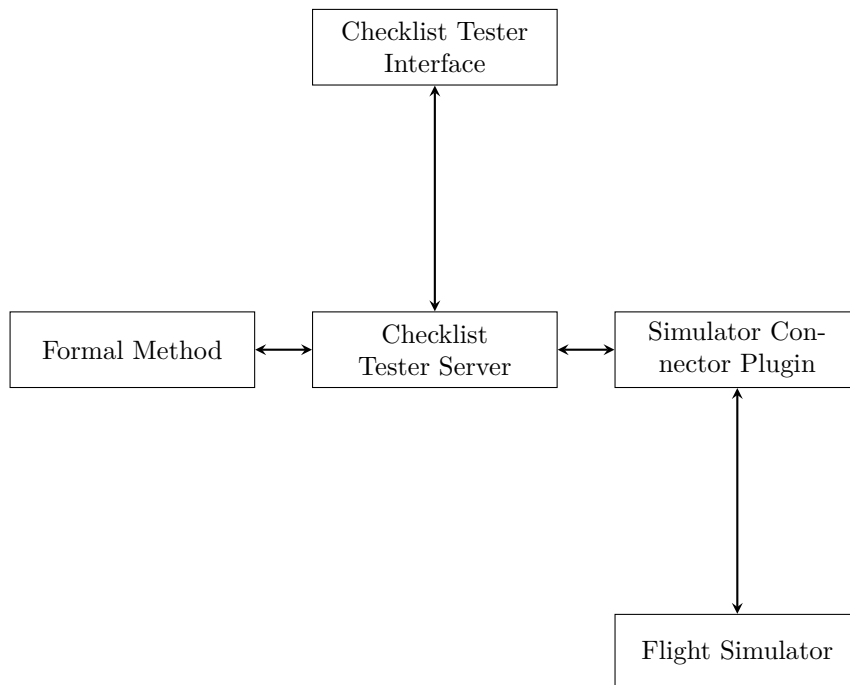 Checklist Tester
Interface
Formal Method
Checklist
Tester Server
Simulator Con-
nector Plugin
Flight Simulator